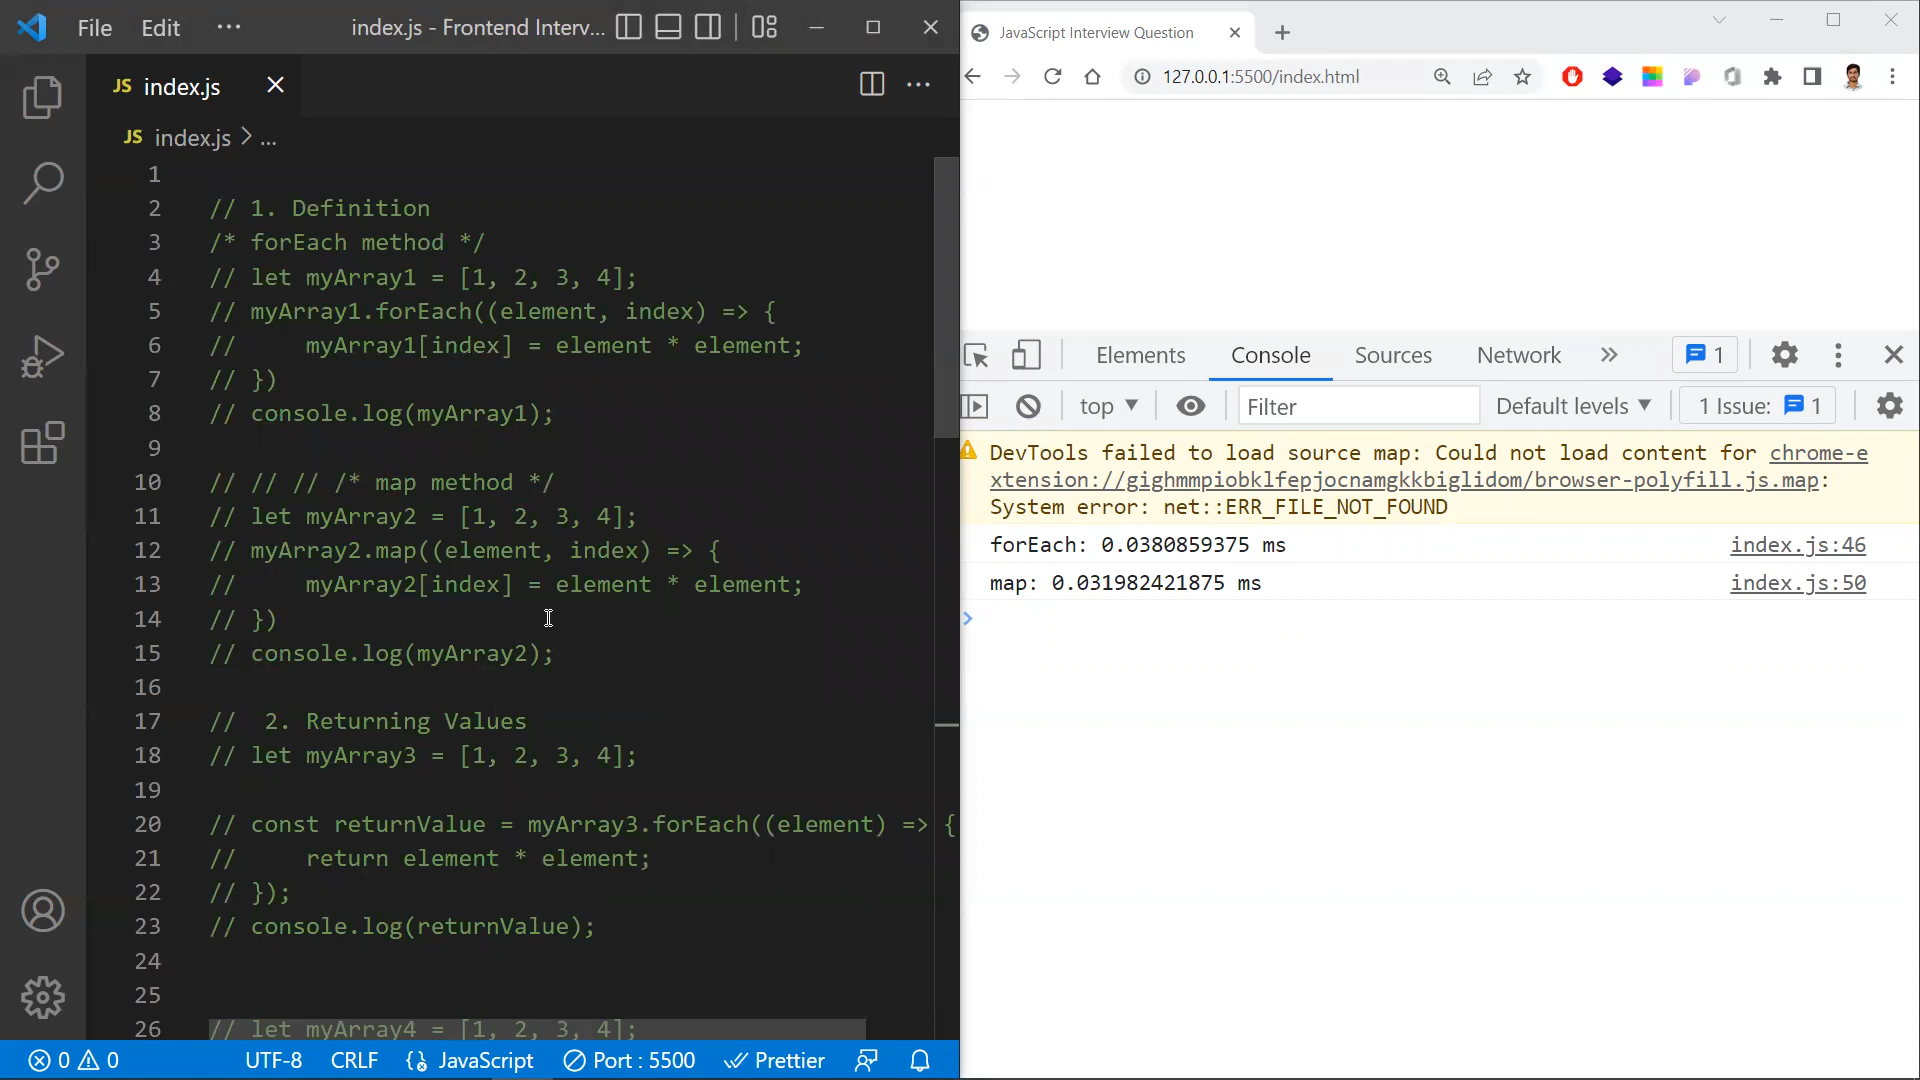 File Edit ... index.js - Frontend Interv...
JS index.js
JS index.js > ...
1
2 // 1. Definition
3 /* forEach method */
4 // let myArray1 = [1, 2, 3, 4];
5 // myArray1.forEach((element, index) => {
6 //     myArray1[index] = element * element;
7 // })
8 // console.log(myArray1);
9
10 // // // /* map method */
11 // let myArray2 = [1, 2, 3, 4];
12 // myArray2.map((element, index) => {
13 //     myArray2[index] = element * element;
14 // })
15 // console.log(myArray2);
16
17 //  2. Returning Values
18 // let myArray3 = [1, 2, 3, 4];
19
20 // const returnValue = myArray3.forEach((element) => {
21 //     return element * element;
22 // });
23 // console.log(returnValue);
24
25
26 // let myArray4 = [1, 2, 3, 4];
0 0 UTF-8 CRLF {} JavaScript Port : 5500 Prettier
JavaScript Interview Question
127.0.0.1:5500/index.html
Elements Console Sources Network » 1
top Filter Default levels 1 Issue: 1
DevTools failed to load source map: Could not load content for chrome-e
xtension://gighmmpiobklfepjocnamgkkbiglidom/browser-polyfill.js.map:
System error: net::ERR_FILE_NOT_FOUND
forEach: 0.0380859375 ms index.js:46
map: 0.031982421875 ms index.js:50
>